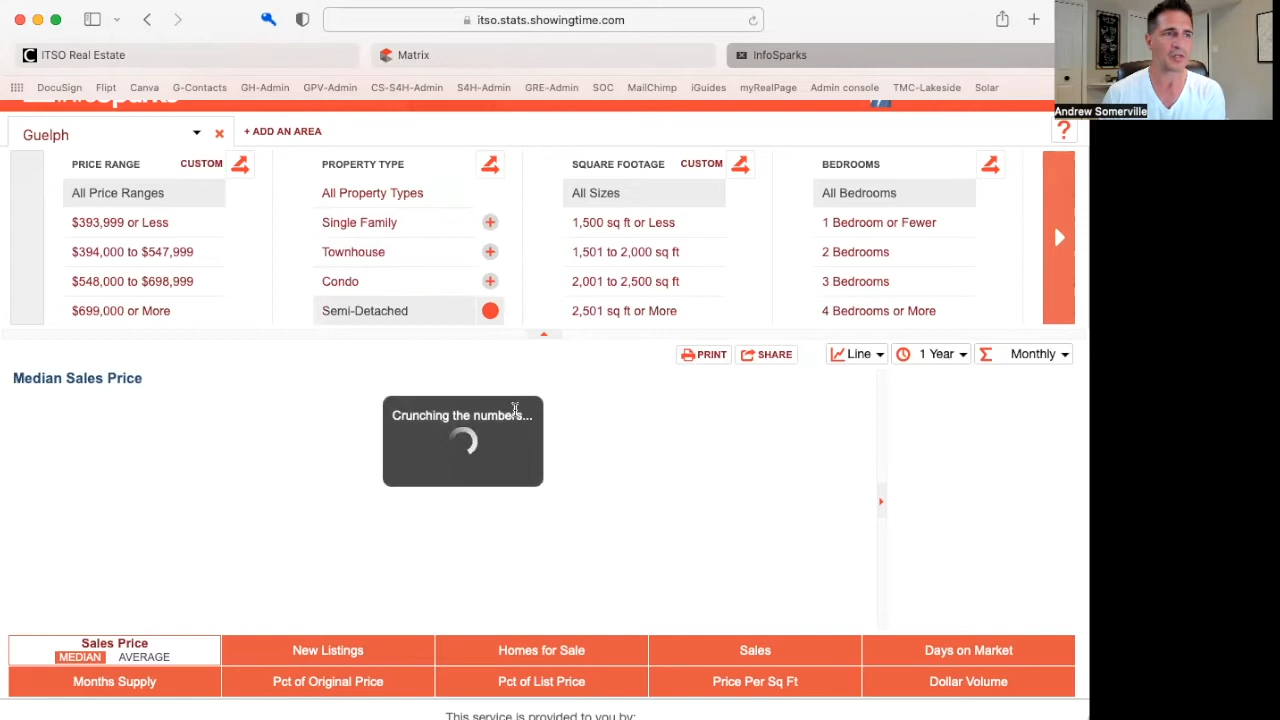 itso.stats.showingtime.com
ITSO Real Estate
Matrix
InfoSparks
DocuSign Flipt Canva G-Contacts GH-Admin GPV-Admin CS-S4H-Admin S4H-Admin GRE-Admin SOC MailChimp iGuides myRealPage Admin console TMC-Lakeside Solar
Andrew Somerville
InfoSparks
Guelph
+ ADD AN AREA
?
PRICE RANGE CUSTOM
All Price Ranges
$393,999 or Less
$394,000 to $547,999
$548,000 to $698,999
$699,000 or More
PROPERTY TYPE
All Property Types
Single Family
Townhouse
Condo
Semi-Detached
SQUARE FOOTAGE CUSTOM
All Sizes
1,500 sq ft or Less
1,501 to 2,000 sq ft
2,001 to 2,500 sq ft
2,501 sq ft or More
BEDROOMS
All Bedrooms
1 Bedroom or Fewer
2 Bedrooms
3 Bedrooms
4 Bedrooms or More
PRINT SHARE Line 1 Year Monthly
Median Sales Price
Crunching the numbers...
Sales Price
MEDIAN AVERAGE
New Listings
Homes for Sale
Sales
Days on Market
Months Supply
Pct of Original Price
Pct of List Price
Price Per Sq Ft
Dollar Volume
This service is provided to you by: